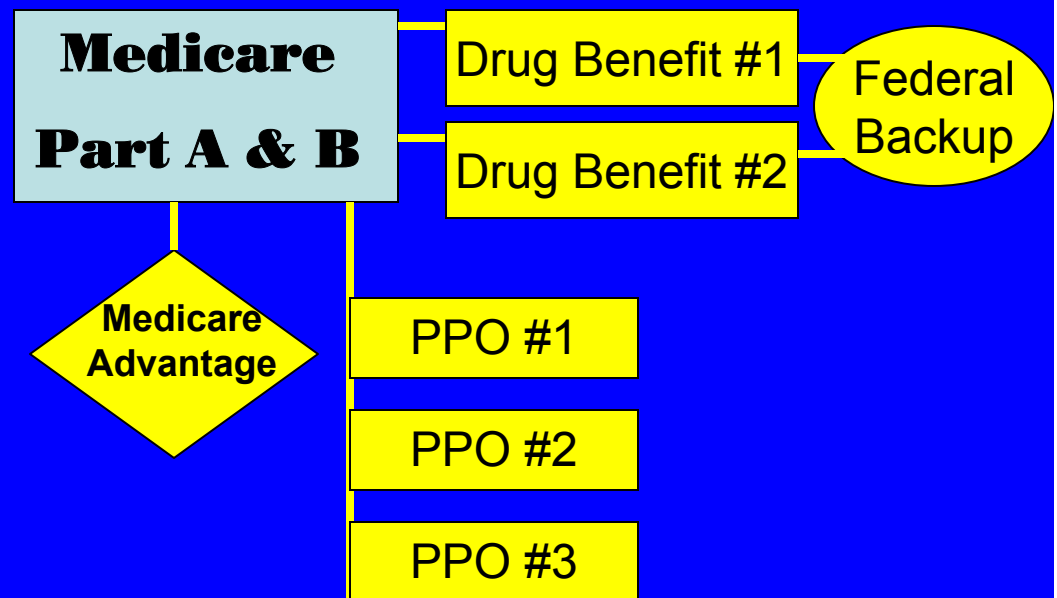 Medicare
Part A & B
Drug Benefit #1
Drug Benefit #2
Federal
Backup
Medicare
Advantage
PPO #1
PPO #2
PPO #3